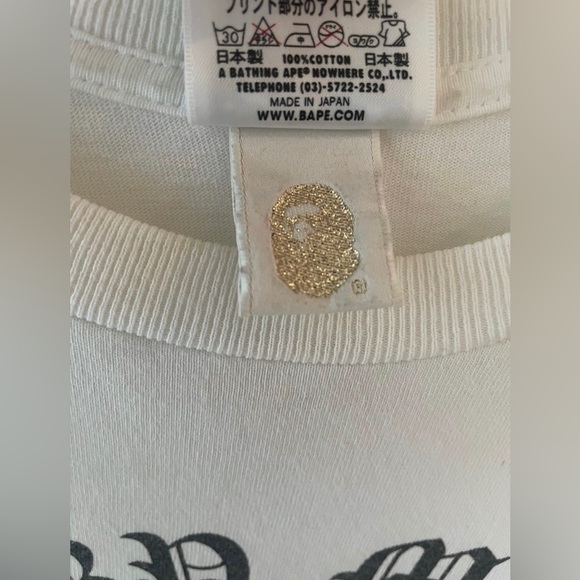 プリント部分のアイロン禁止。
30
日本製 100%COTTON 日本製
A BATHING APE® NOWHERE CO,.LTD.
TELEPHONE (03)-5722-2524
MADE IN JAPAN
WWW.BAPE.COM
®